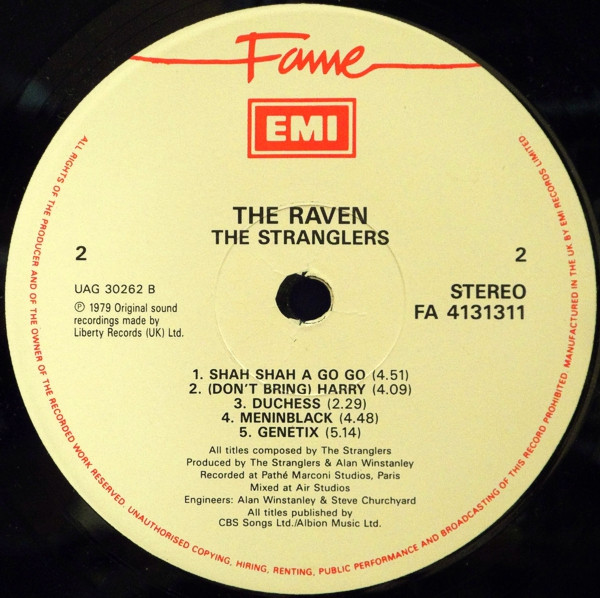 Fame
EMI
THE RAVEN
THE STRANGLERS
2
2
UAG 30262 B
℗ 1979 Original sound
recordings made by
Liberty Records (UK) Ltd.
STEREO
FA 4131311
1. SHAH SHAH A GO GO (4.51)
2. (DON'T BRING) HARRY (4.09)
3. DUCHESS (2.29)
4. MENINBLACK (4.48)
5. GENETIX (5.14)
All titles composed by The Stranglers
Produced by The Stranglers & Alan Winstanley
Recorded at Pathé Marconi Studios, Paris
Mixed at Air Studios
Engineers: Alan Winstanley & Steve Churchyard
All titles published by
CBS Songs Ltd./Albion Music Ltd.
ALL RIGHTS OF THE PRODUCER AND OF THE OWNER OF THE RECORDED WORK RESERVED. UNAUTHORISED COPYING, HIRING, RENTING, PUBLIC PERFORMANCE AND BROADCASTING OF THIS RECORD PROHIBITED. MANUFACTURED IN THE UK BY EMI RECORDS LIMITED